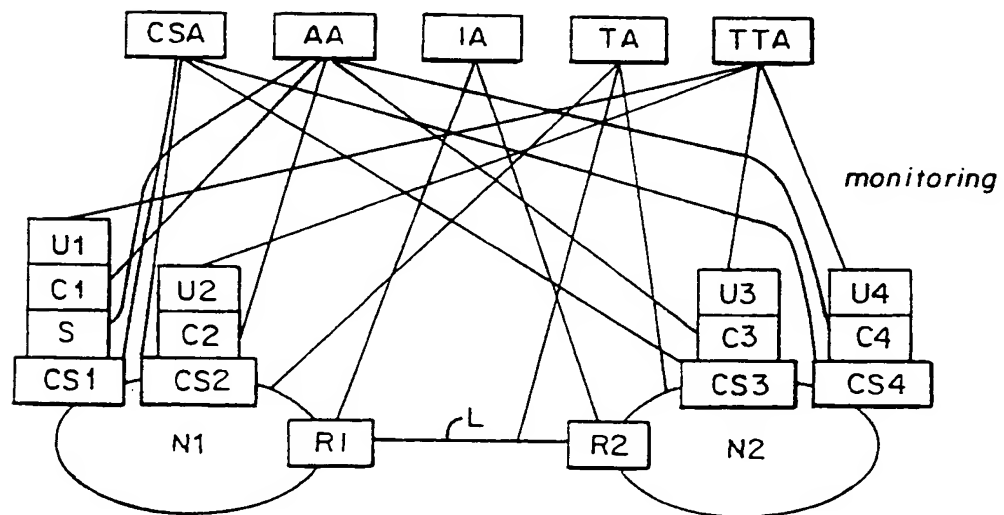 CSA AA IA TA TTA
monitoring
U1
C1 U2 U3 U4
S C2 C3 C4
CS1 CS2 CS3 CS4
L
N1 R1 R2 N2